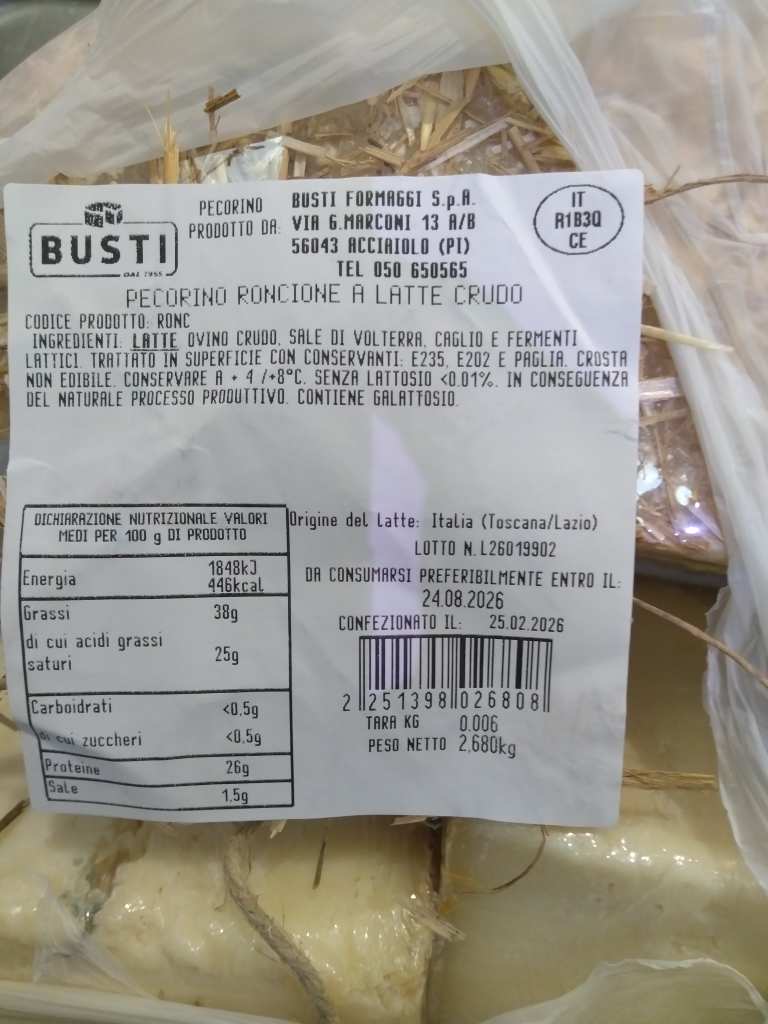 BUSTI
DAL 1955
PECORINO
PRODOTTO DA:
BUSTI FORMAGGI S.p.A.
VIA G.MARCONI 13 A/B
56043 ACCIAIOLO (PI)
TEL 050 650565
IT
R1B3Q
CE
PECORINO RONCIONE A LATTE CRUDO
CODICE PRODOTTO: RONC
INGREDIENTI: LATTE OVINO CRUDO, SALE DI VOLTERRA, CAGLIO E FERMENTI
LATTICI. TRATTATO IN SUPERFICIE CON CONSERVANTI: E235, E202 E PAGLIA. CROSTA
NON EDIBILE. CONSERVARE A + 4 /+8°C. SENZA LATTOSIO <0.01%. IN CONSEGUENZA
DEL NATURALE PROCESSO PRODUTTIVO. CONTIENE GALATTOSIO.
DICHIARAZIONE NUTRIZIONALE VALORI
MEDI PER 100 g DI PRODOTTO
Energia 1848kJ
446kcal
Grassi 38g
di cui acidi grassi
saturi 25g
Carboidrati <0,5g
di cui zuccheri <0,5g
Proteine 26g
Sale 1,5g
Origine del Latte: Italia (Toscana/Lazio)
LOTTO N. L26019902
DA CONSUMARSI PREFERIBILMENTE ENTRO IL:
24.08.2026
CONFEZIONATO IL: 25.02.2026
2 251398 026808
TARA KG 0.006
PESO NETTO 2,680kg